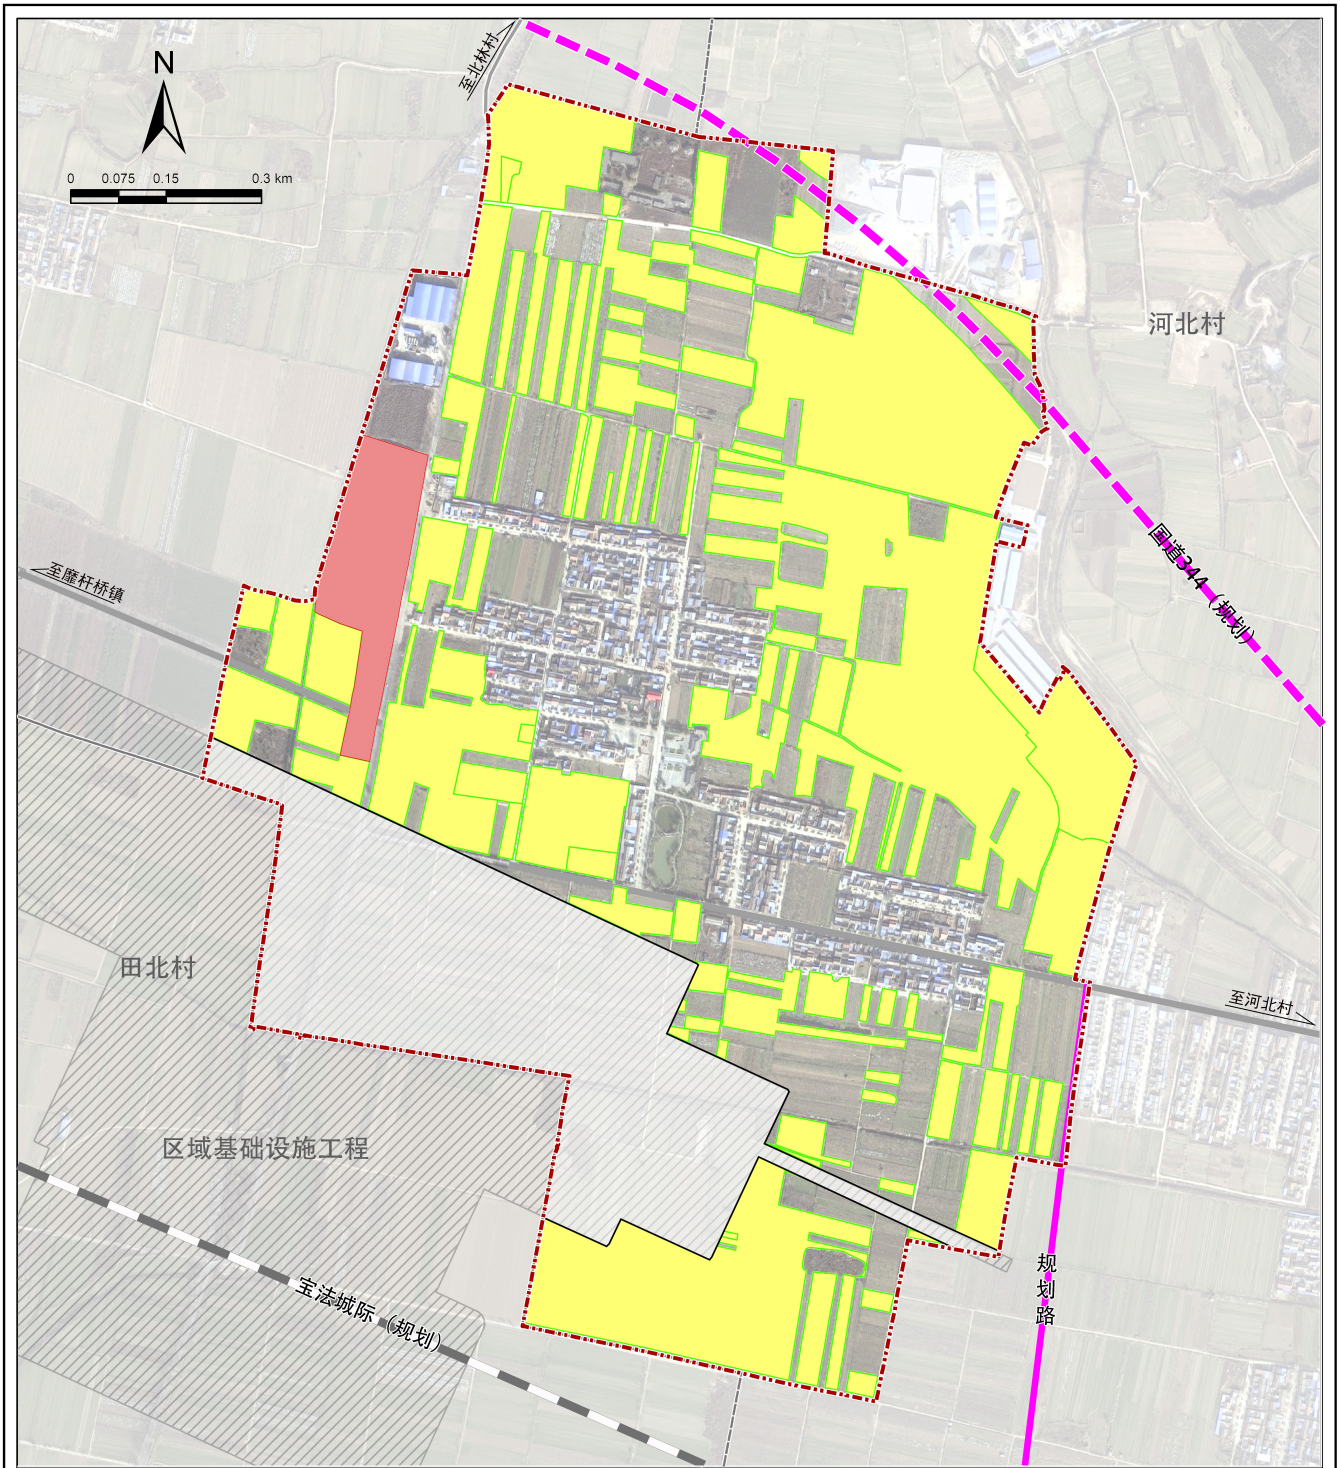 至北林村
N
0 0.075 0.15 0.3 km
河北村
国道344（规划）
至靡杆桥镇
田北村
至河北村
区域基础设施工程
规划路
宝法城际（规划）